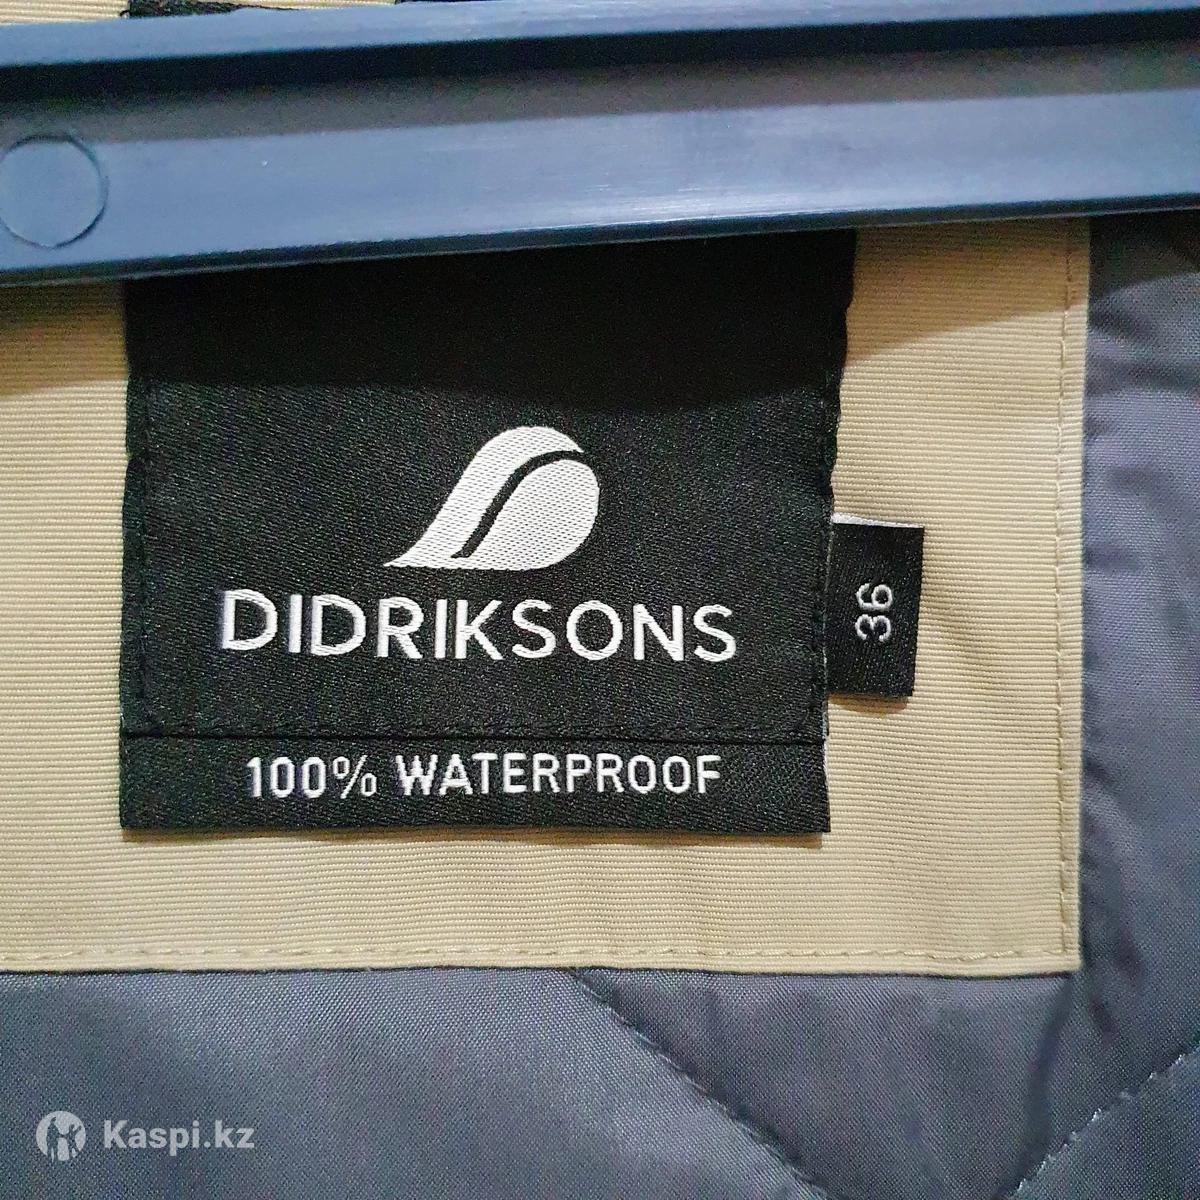 DIDRIKSONS
36
100% WATERPROOF
Kaspi.kz